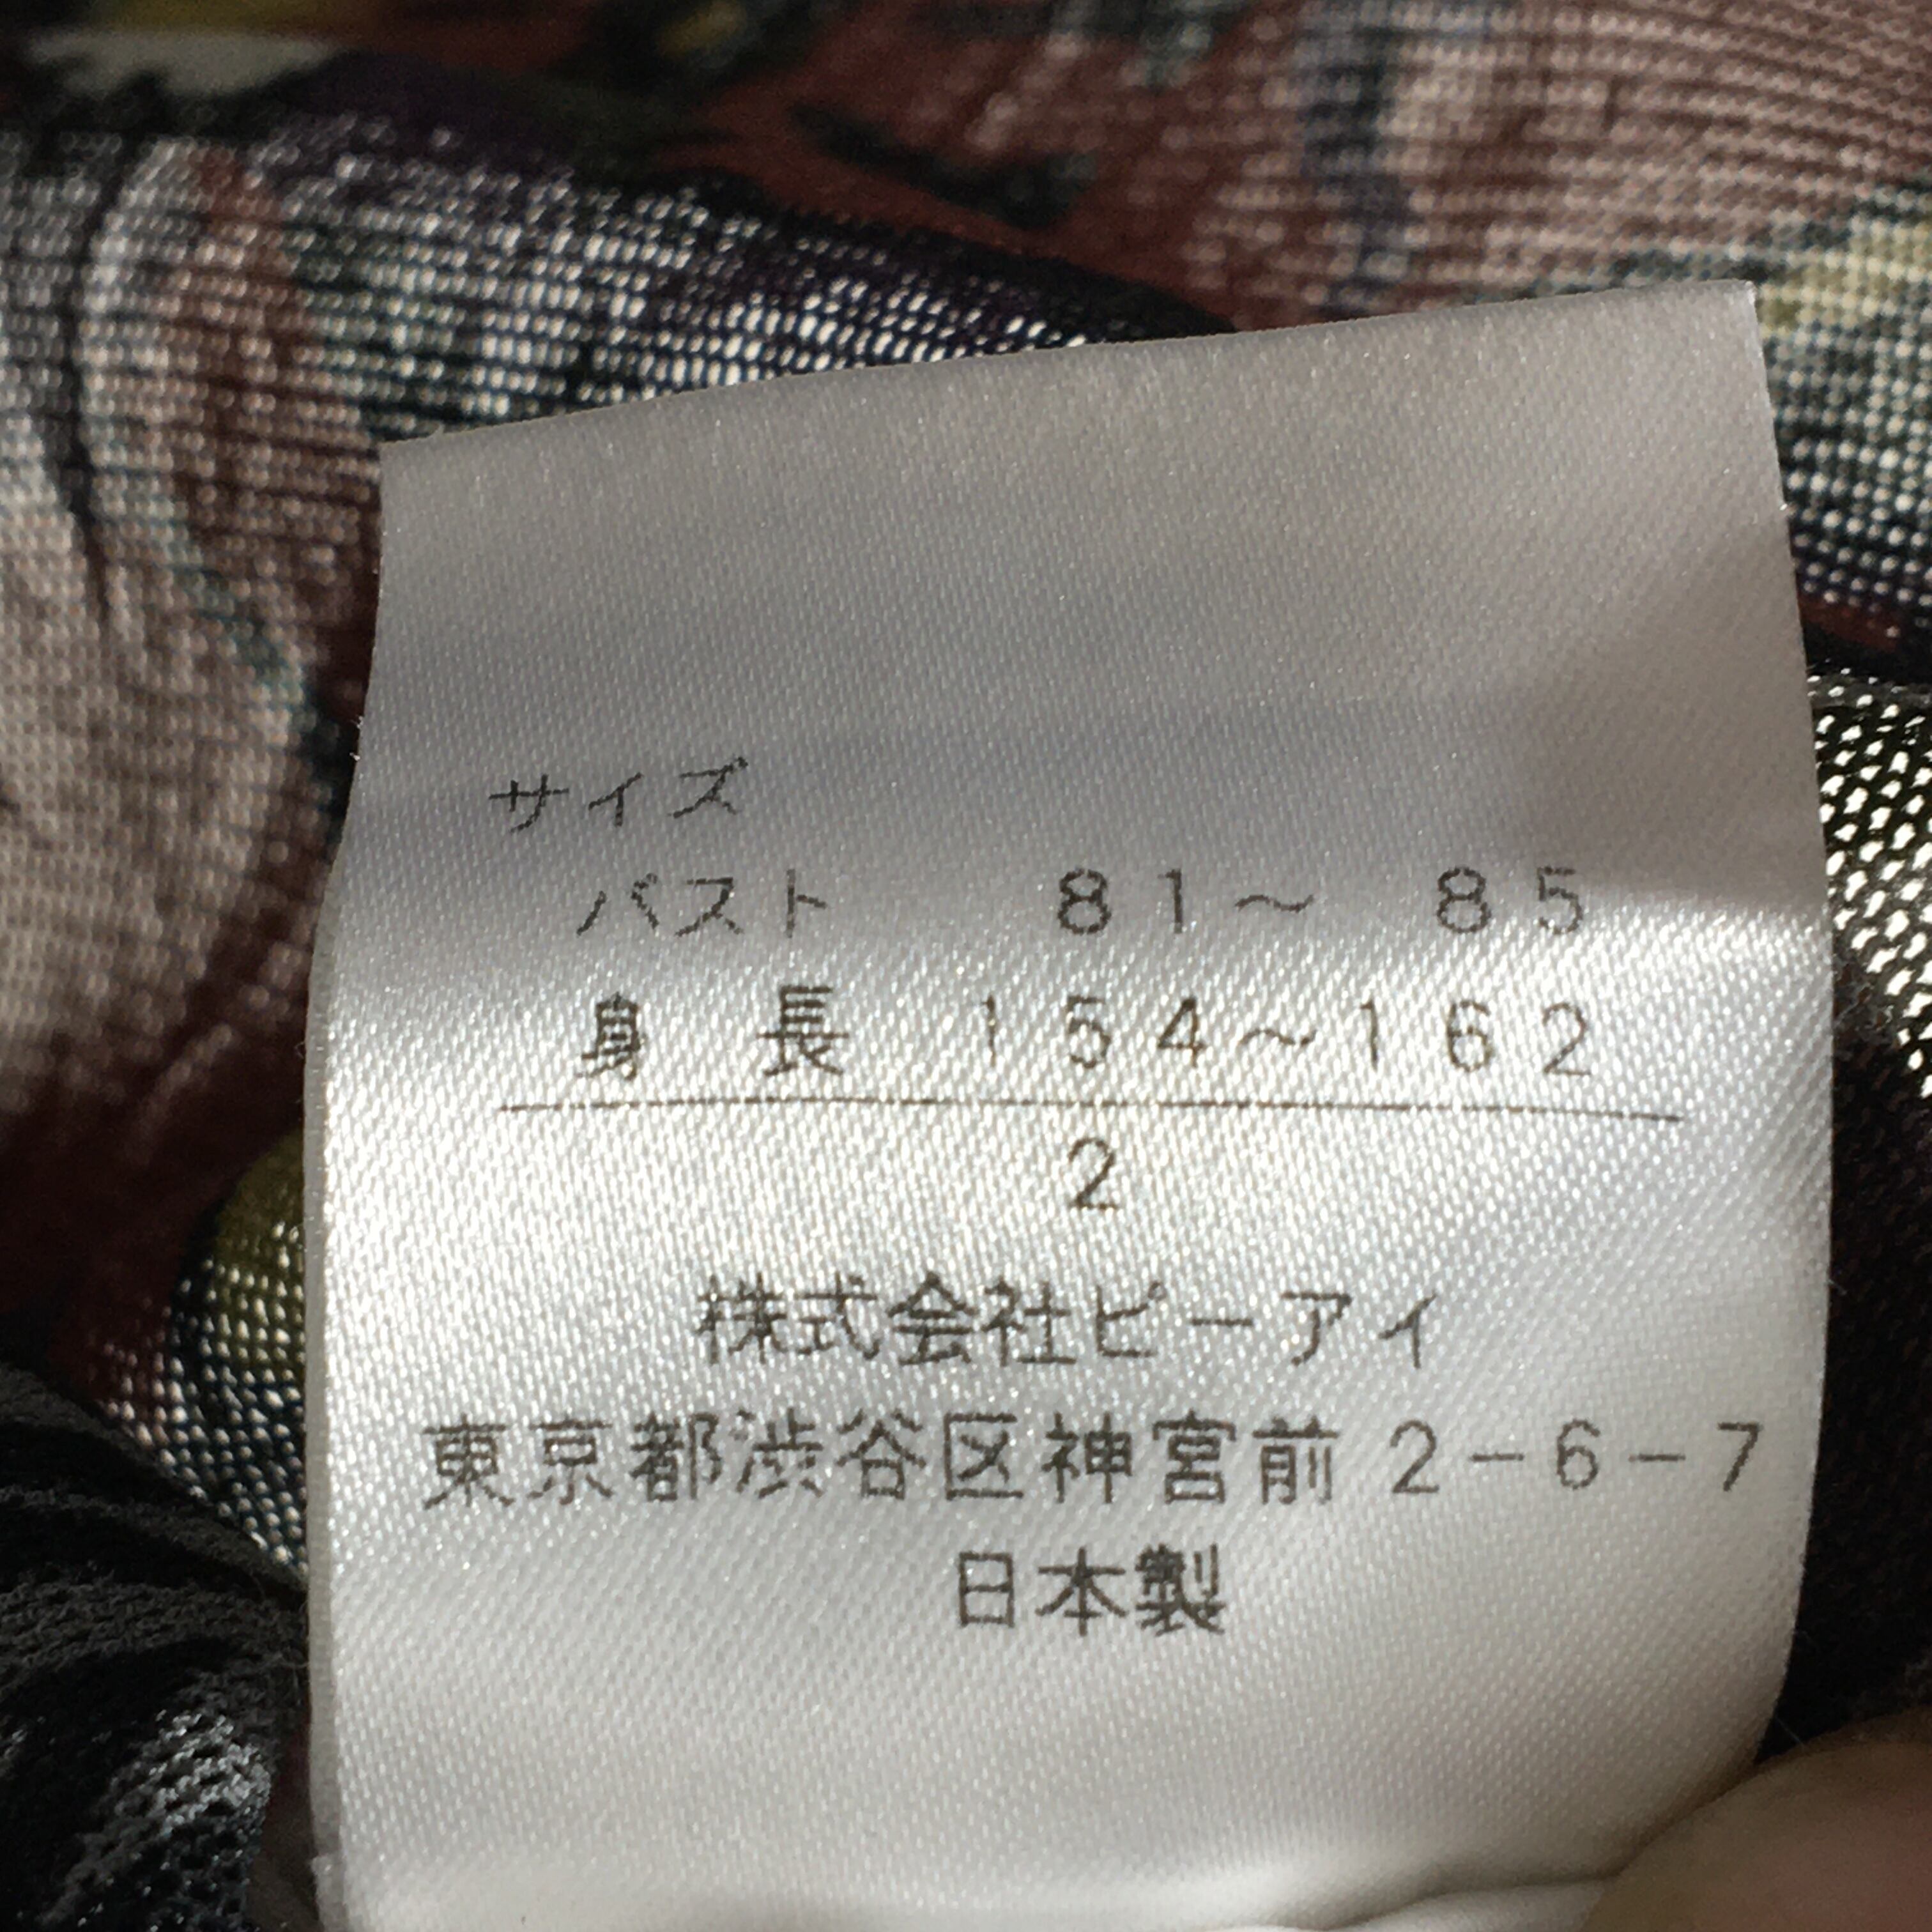 サイズ
バスト 81～ 85
身 長 154～162
2
株式会社ピーアイ
東京都渋谷区神宮前2-6-7
日本製